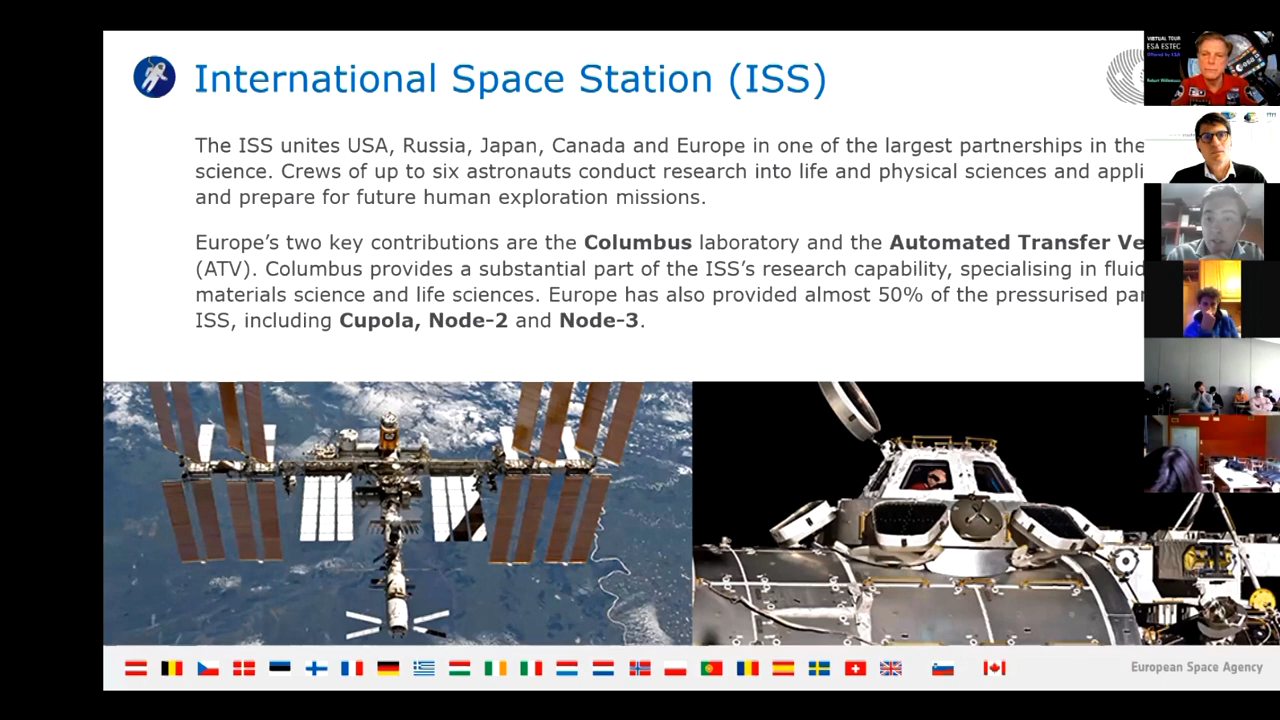 International Space Station (ISS)
The ISS unites USA, Russia, Japan, Canada and Europe in one of the largest partnerships in the
science. Crews of up to six astronauts conduct research into life and physical sciences and appli
and prepare for future human exploration missions.
Europe’s two key contributions are the Columbus laboratory and the Automated Transfer Ve
(ATV). Columbus provides a substantial part of the ISS’s research capability, specialising in fluid
materials science and life sciences. Europe has also provided almost 50% of the pressurised par
ISS, including Cupola, Node-2 and Node-3.
European Space Agency
VIRTUAL TOUR
ESA ESTEC